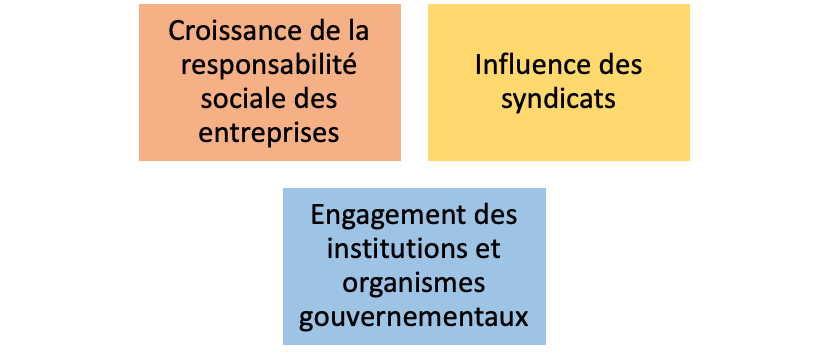 Croissance de la
responsabilité
sociale des
entreprises
Influence des
syndicats
Engagement des
institutions et
organismes
gouvernementaux